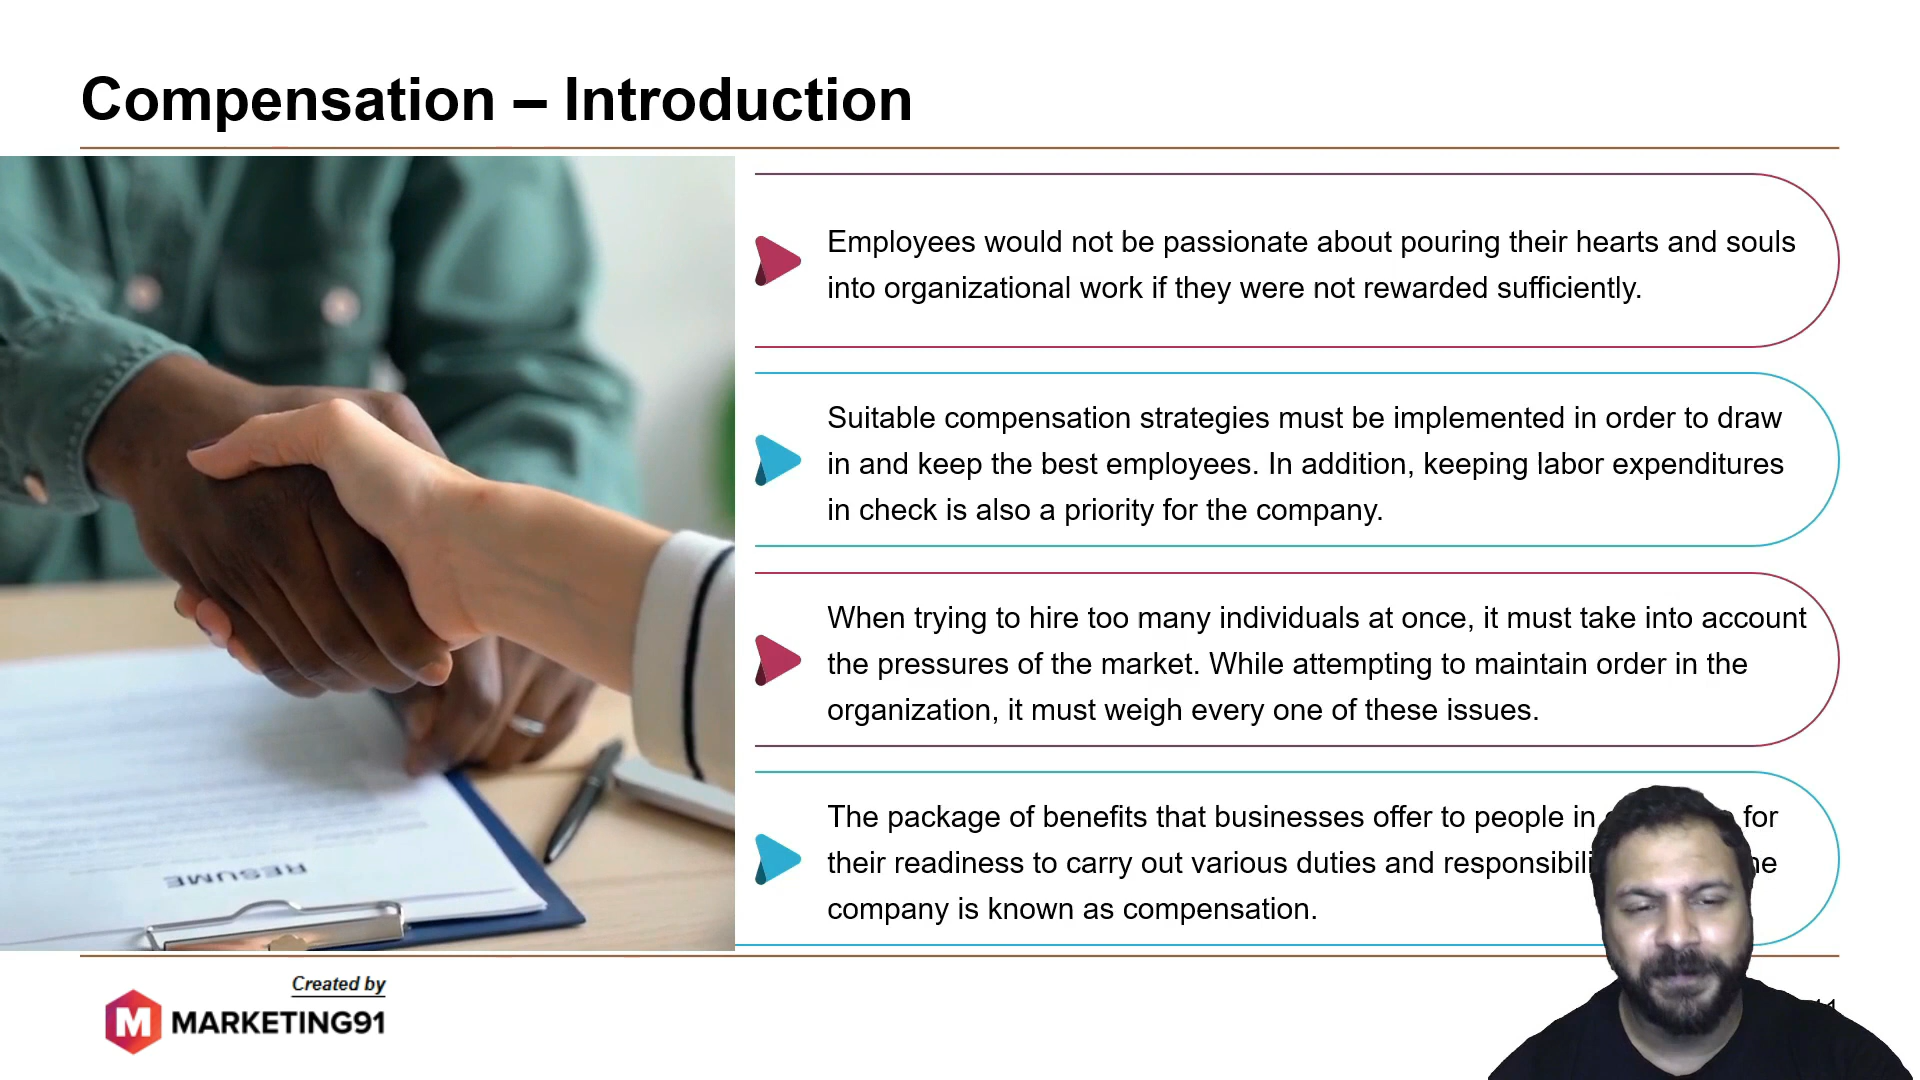 Compensation – Introduction
Employees would not be passionate about pouring their hearts and souls
into organizational work if they were not rewarded sufficiently.
Suitable compensation strategies must be implemented in order to draw
in and keep the best employees. In addition, keeping labor expenditures
in check is also a priority for the company.
When trying to hire too many individuals at once, it must take into account
the pressures of the market. While attempting to maintain order in the
organization, it must weigh every one of these issues.
The package of benefits that businesses offer to people in for
their readiness to carry out various duties and
company is known as compensation.
RESUME
Created by
M MARKETING91